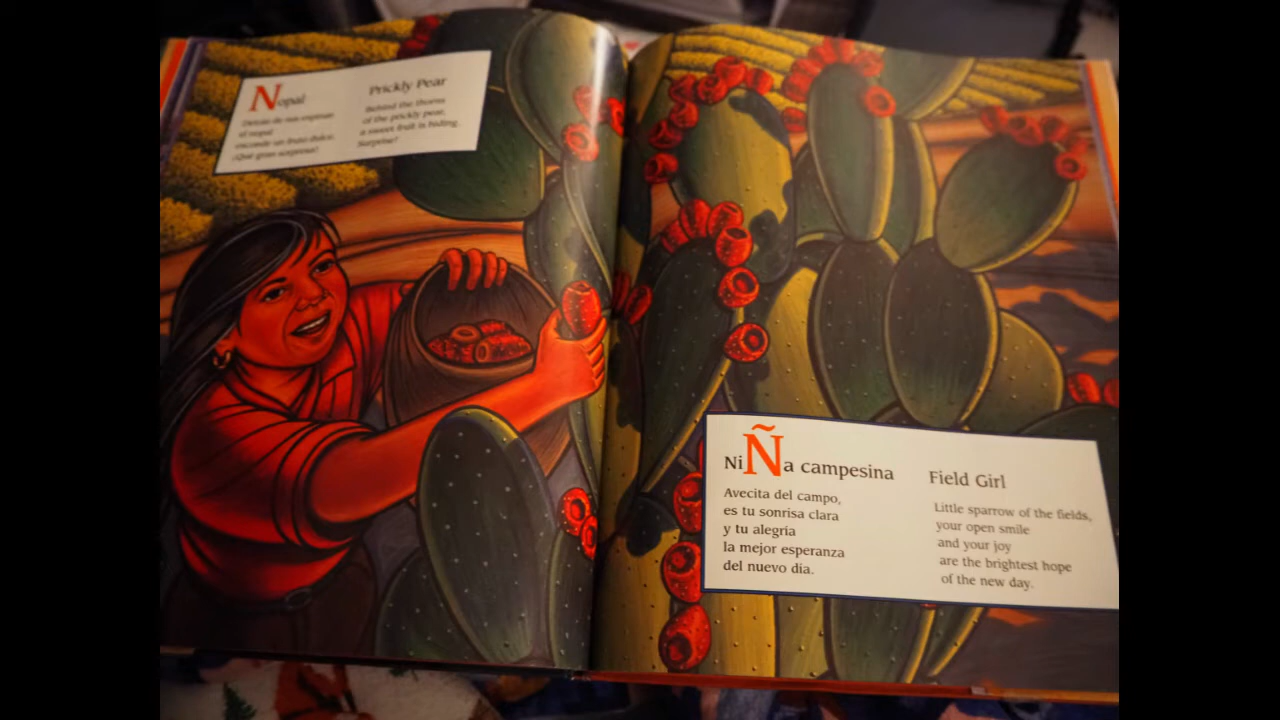 Nopal
Detrás de sus espinas
el nopal
esconde un fruto dulce.
¡Qué gran sorpresa!
Prickly Pear
Behind the thorns
of the prickly pear,
a sweet fruit is hiding.
Surprise!
NiÑa campesina
Avecita del campo,
es tu sonrisa clara
y tu alegría
la mejor esperanza
del nuevo día.
Field Girl
Little sparrow of the fields,
your open smile
and your joy
are the brightest hope
of the new day.